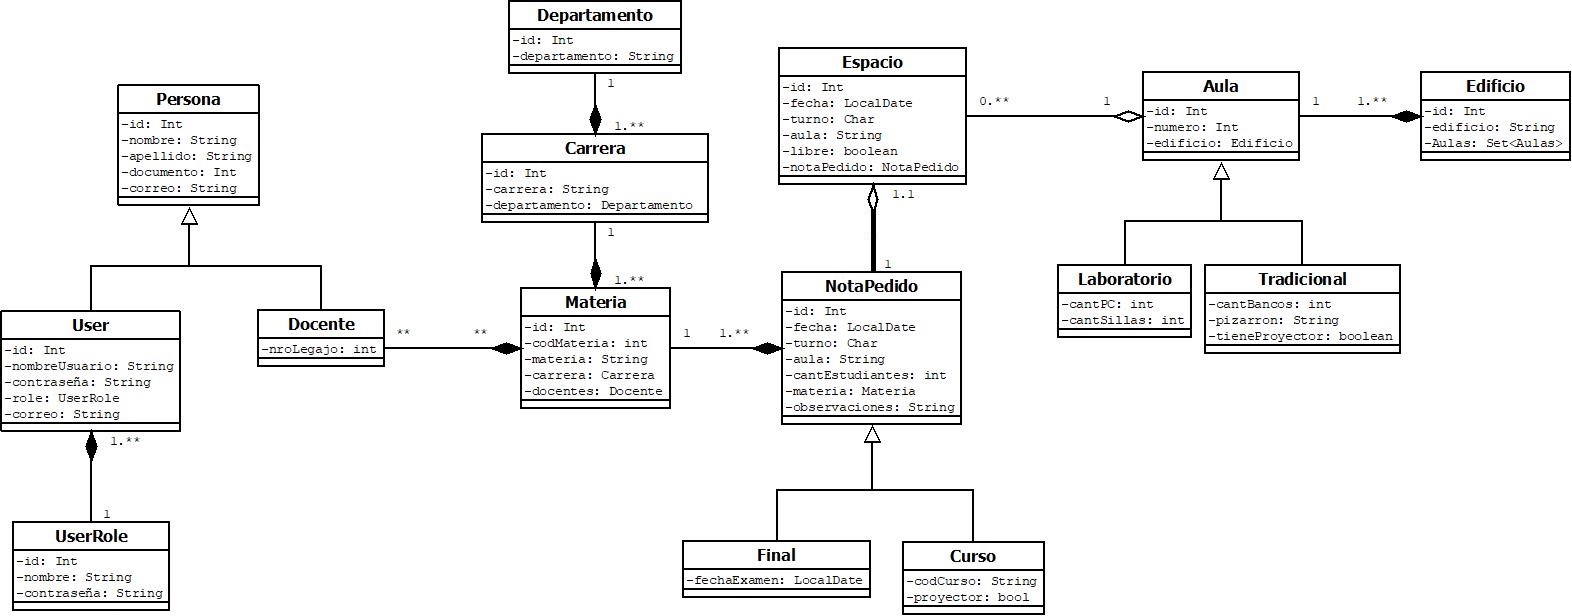 Departamento
-id: Int
-departamento: String
1
1.**
Persona
-id: Int
-nombre: String
-apellido: String
-documento: Int
-correo: String
Carrera
-id: Int
-carrera: String
-departamento: Departamento
1
1.**
Espacio
-id: Int
-fecha: LocalDate
-turno: Char
-aula: String
-libre: boolean
-notaPedido: NotaPedido
0.**
1
Aula
-id: Int
-numero: Int
-edificio: Edificio
1
1.**
Edificio
-id: Int
-edificio: String
-Aulas: Set<Aulas>
1.1
1
User
-id: Int
-nombreUsuario: String
-contraseña: String
-role: UserRole
-correo: String
1.**
1
Docente
-nroLegajo: int
**
**
Materia
-id: Int
-codMateria: int
-materia: String
-carrera: Carrera
-docentes: Docente
1
1.**
NotaPedido
-id: Int
-fecha: LocalDate
-turno: Char
-aula: String
-cantEstudiantes: int
-materia: Materia
-observaciones: String
Laboratorio
-cantPC: int
-cantSillas: int
Tradicional
-cantBancos: int
-pizarron: String
-tieneProyector: boolean
UserRole
-id: Int
-nombre: String
-contraseña: String
Final
-fechaExamen: LocalDate
Curso
-codCurso: String
-proyector: bool